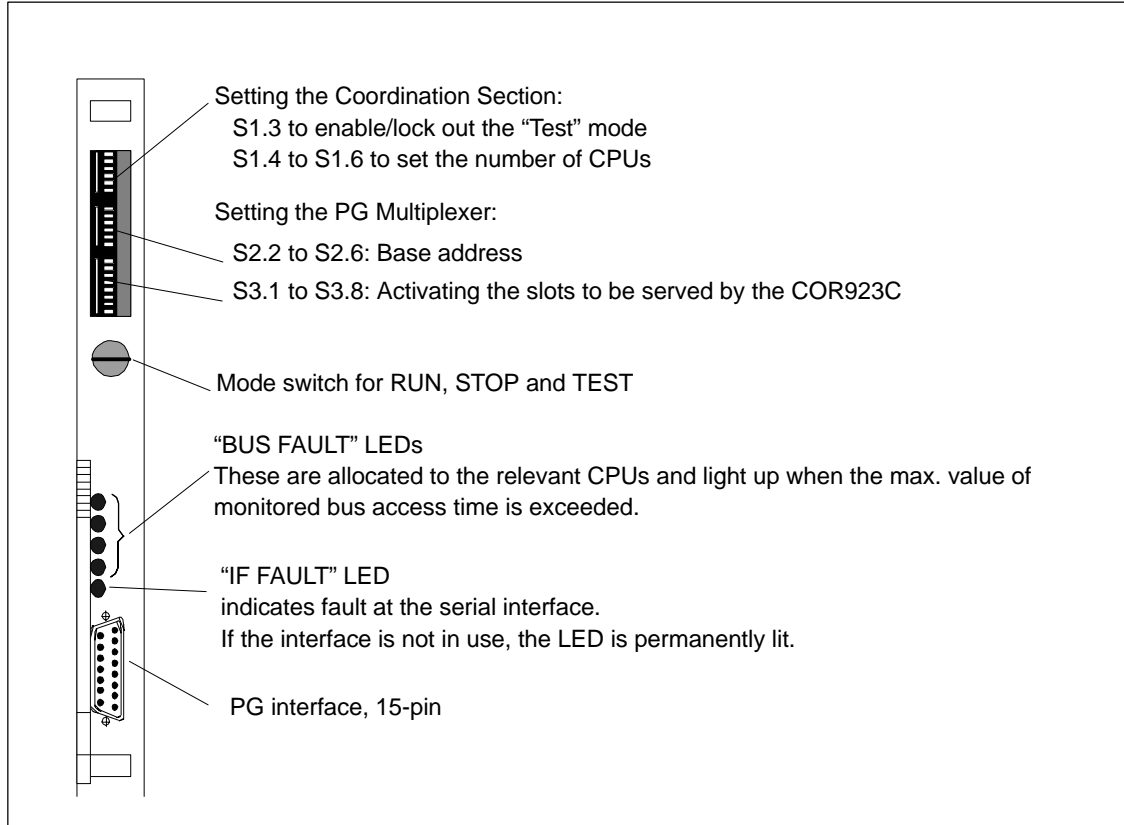 Setting the Coordination Section:
S1.3 to enable/lock out the “Test” mode
S1.4 to S1.6 to set the number of CPUs
Setting the PG Multiplexer:
S2.2 to S2.6: Base address
S3.1 to S3.8: Activating the slots to be served by the COR923C
Mode switch for RUN, STOP and TEST
“BUS FAULT” LEDs
These are allocated to the relevant CPUs and light up when the max. value of
monitored bus access time is exceeded.
“IF FAULT” LED
indicates fault at the serial interface.
If the interface is not in use, the LED is permanently lit.
PG interface, 15-pin